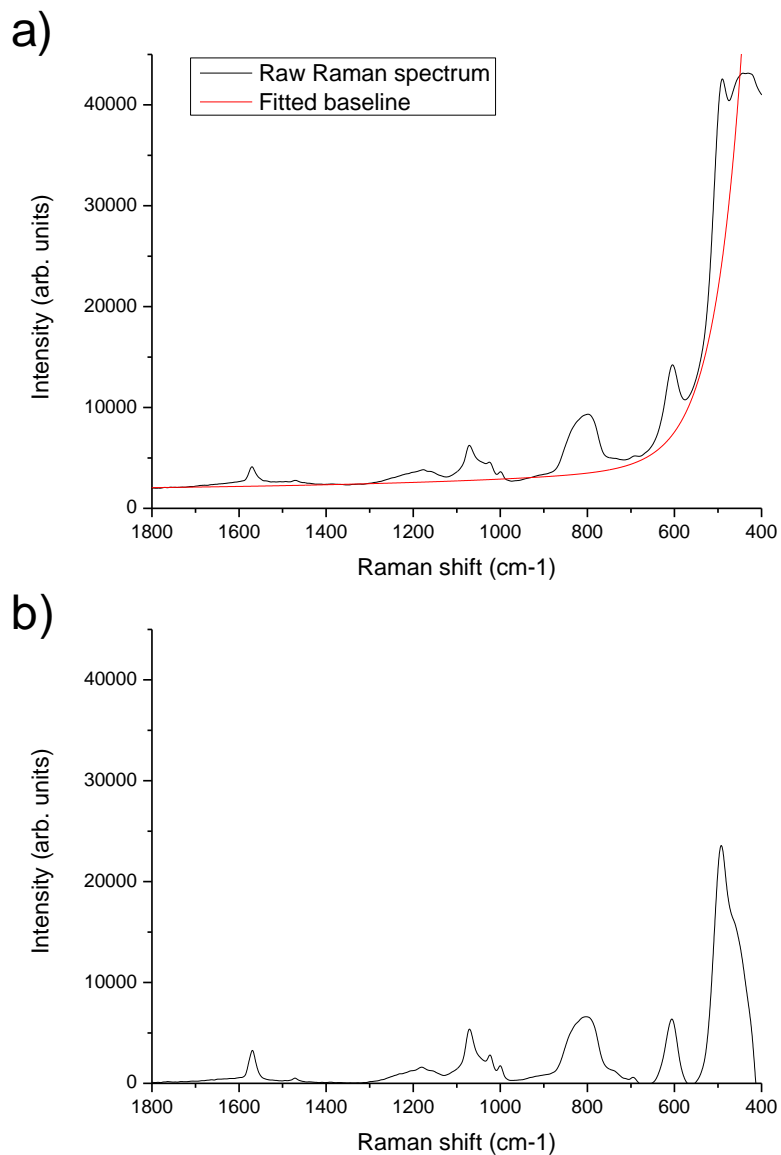 a)
Raw Raman spectrum
Fitted baseline
40000
30000
20000
10000
0
Intensity (arb. units)
1800 1600 1400 1200 1000 800 600 400
Raman shift (cm-1)
b)
40000
30000
20000
10000
0
Intensity (arb. units)
1800 1600 1400 1200 1000 800 600 400
Raman shift (cm-1)